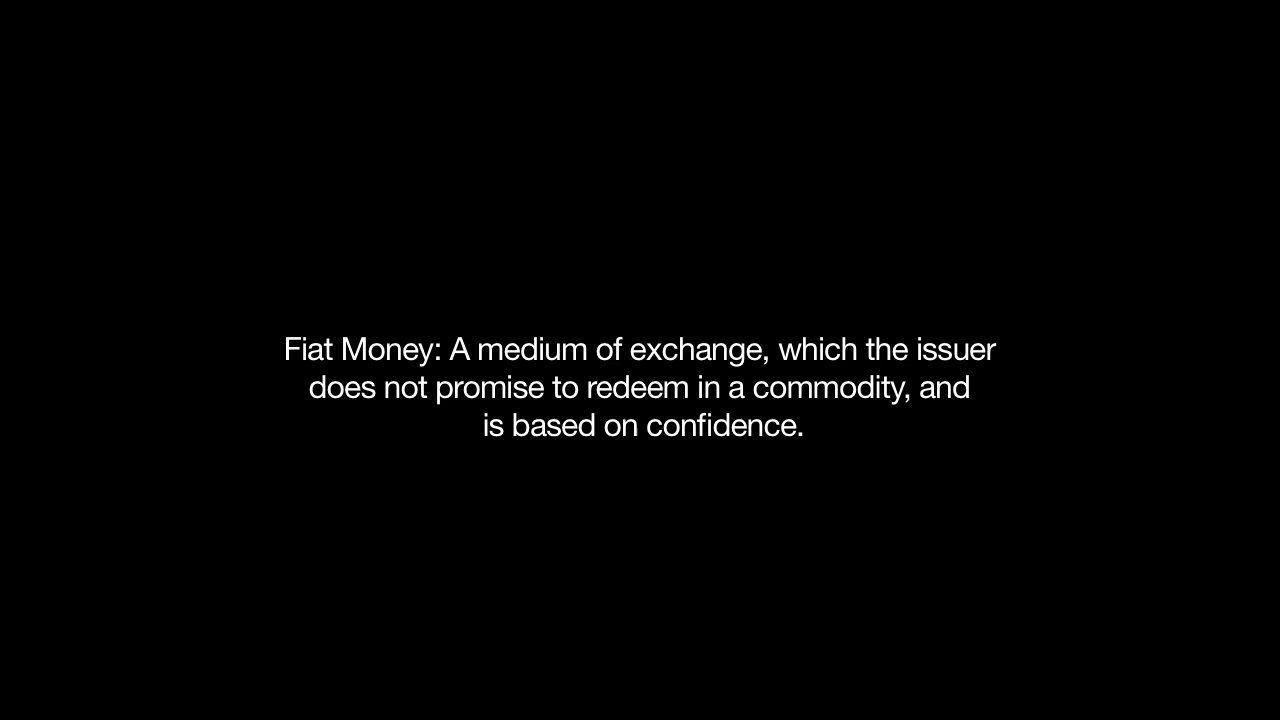 Fiat Money: A medium of exchange, which the issuer
does not promise to redeem in a commodity, and
is based on confidence.